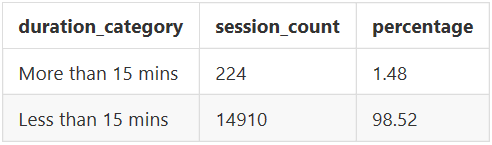 duration_category session_count percentage
More than 15 mins 224 1.48
Less than 15 mins 14910 98.52